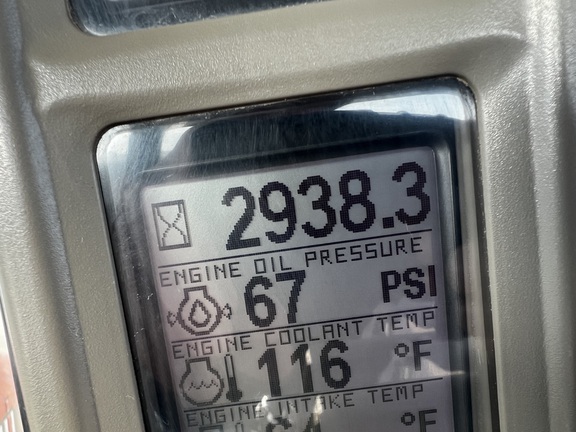 2938.3
ENGINE OIL PRESSURE
67 PSI
ENGINE COOLANT TEMP
116 °F
ENGINE INTAKE TEMP
°F